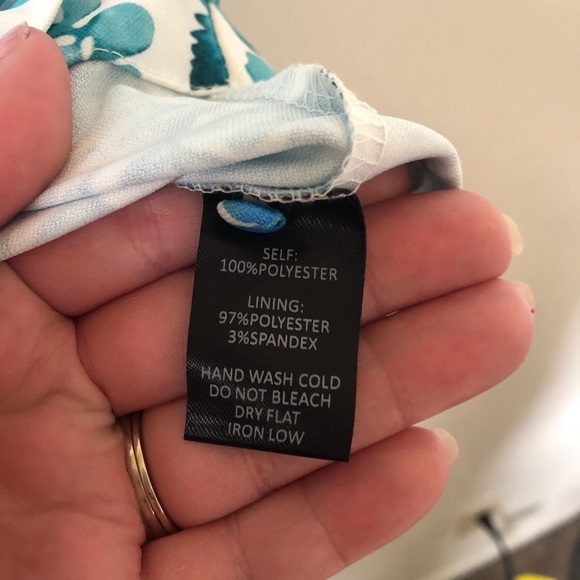 SELF:
100%POLYESTER
LINING:
97%POLYESTER
3%SPANDEX
HAND WASH COLD
DO NOT BLEACH
DRY FLAT
IRON LOW